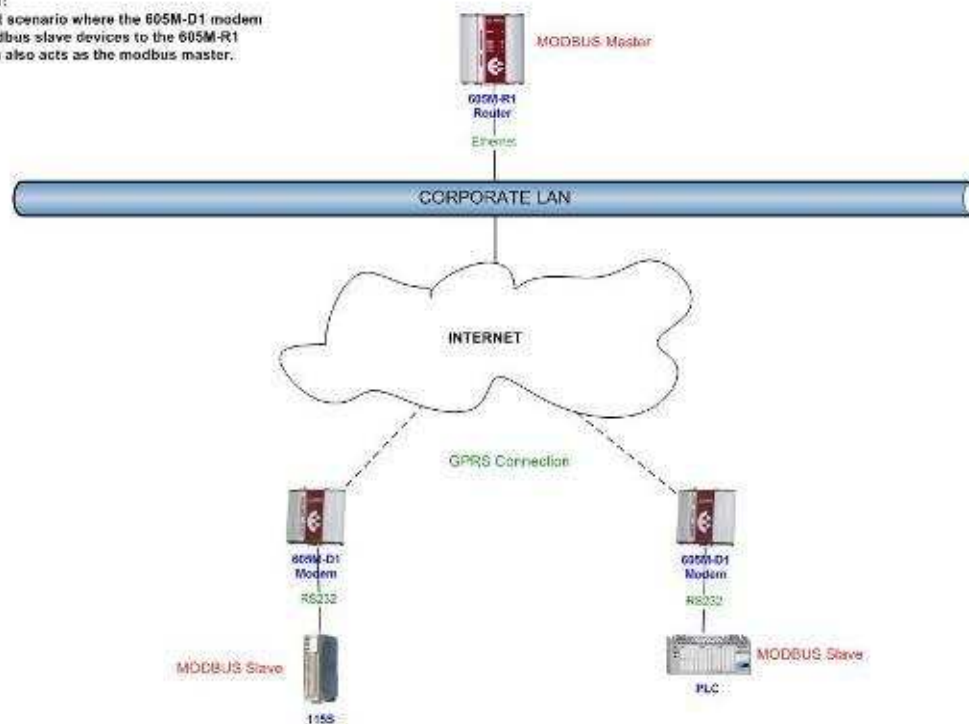 t scenario where the 605M-D1 modem
dbus slave devices to the 605M-R1
also acts as the modbus master.
MODBUS Master
605M-R1
Router
Ethernet
CORPORATE LAN
INTERNET
GPRS Connection
605M-D1
Modem
605M-D1
Modem
RS232
RS232
MODBUS Slave
MODBUS Slave
115S
PLC